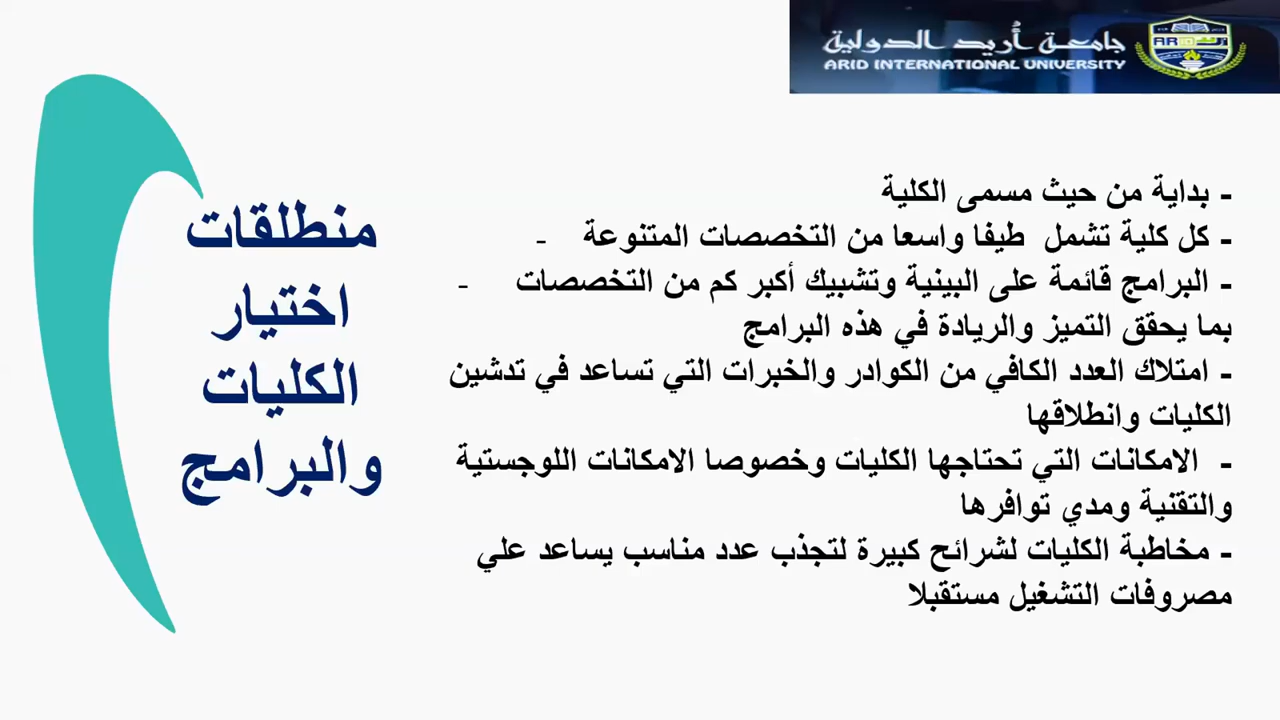 جامعة أُريد الدولية
ARID INTERNATIONAL UNIVERSITY
منطلقات
اختيار
الكليات
والبرامج
- بداية من حيث مسمى الكلية
- كل كلية تشمل طيفا واسعا من التخصصات المتنوعة -
- البرامج قائمة على البينية وتشبيك أكبر كم من التخصصات -
بما يحقق التميز والريادة في هذه البرامج
- امتلاك العدد الكافي من الكوادر والخبرات التي تساعد في تدشين
الكليات وانطلاقها
- الامكانات التي تحتاجها الكليات وخصوصا الامكانات اللوجستية
والتقنية ومدي توافرها
- مخاطبة الكليات لشرائح كبيرة لتجذب عدد مناسب يساعد علي
مصروفات التشغيل مستقبلا